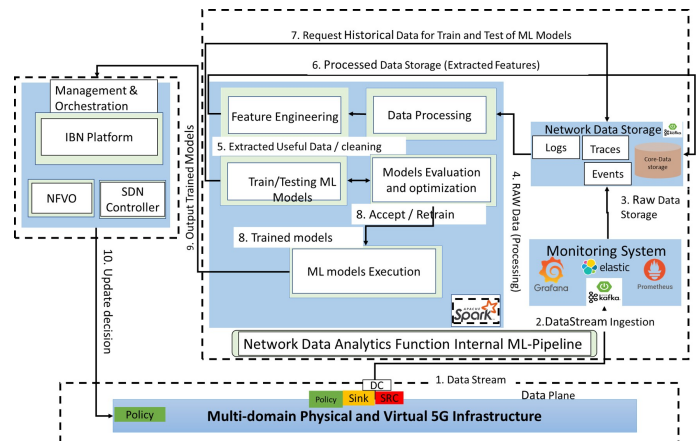 7. Request Historical Data for Train and Test of ML Models
6. Processed Data Storage (Extracted Features)
Management &
Orchestration
IBN Platform
NFVO
SDN
Controller
9. Output Trained Models
10. Update decision
Feature Engineering
Data Processing
5. Extracted Useful Data / cleaning
Train/Testing ML
Models
Models Evaluation
and optimization
8. Accept / Retrain
8. Trained models
ML models Execution
APACHE
Spark
4. RAW Data (Processing)
Network Data Storage
kafka
Logs
Traces
Events
Core-Data
storage
3. Raw Data
Storage
Monitoring System
Grafana
elastic
kafka
Prometheus
2.DataStream Ingestion
Network Data Analytics Function Internal ML-Pipeline
1. Data Stream
DC
Policy
Sink
SRC
Data Plane
Policy
Multi-domain Physical and Virtual 5G Infrastructure